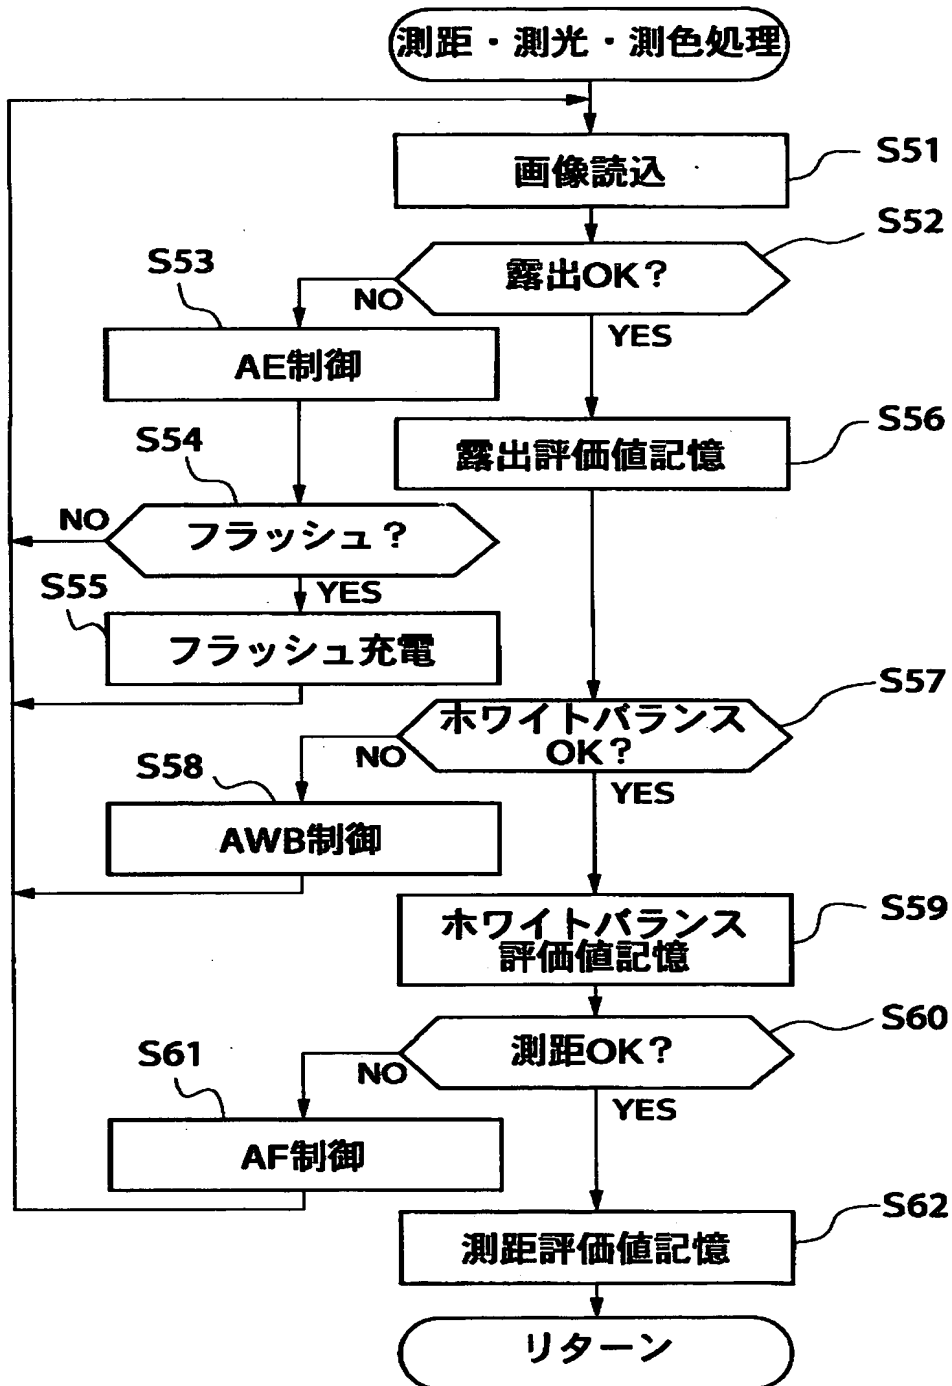 測距・測光・測色処理
S51
画像読込
S52
露出OK？
NO
YES
S53
AE制御
S56
露出評価値記憶
S54
フラッシュ？
NO
YES
S55
フラッシュ充電
S57
ホワイトバランス
OK？
NO
YES
S58
AWB制御
S59
ホワイトバランス
評価値記憶
S60
測距OK？
NO
YES
S61
AF制御
S62
測距評価値記憶
リターン